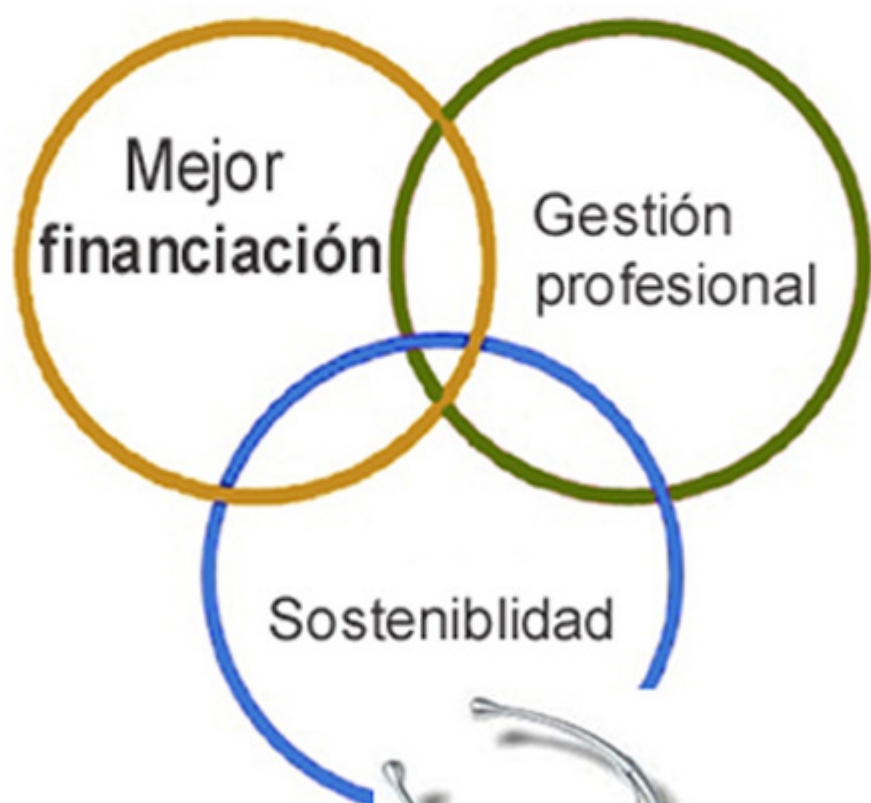 Mejor
financiación
Gestión
profesional
Sosteniblidad